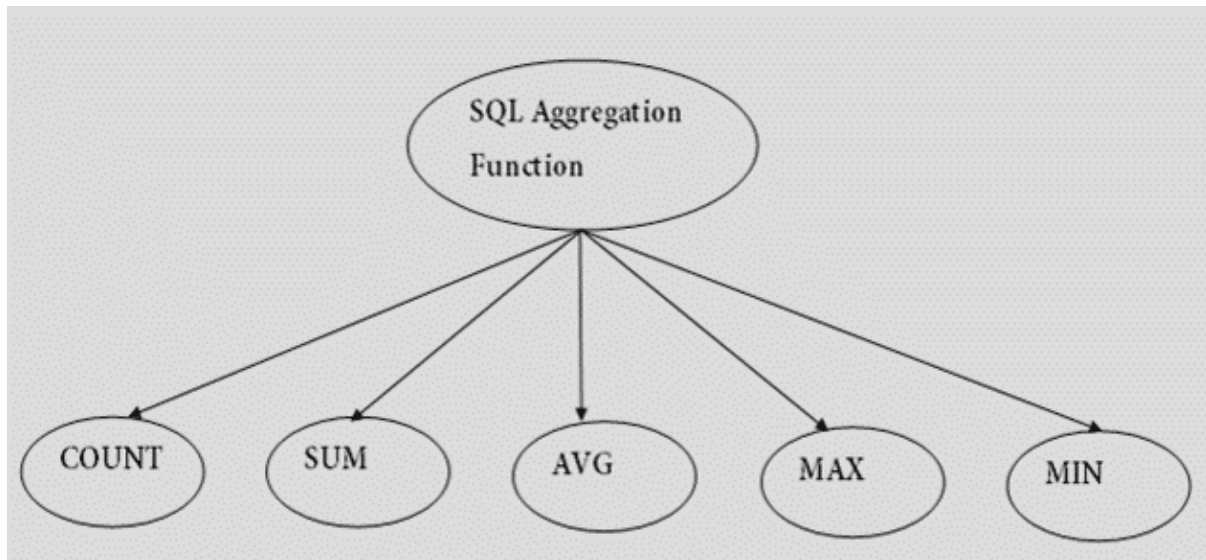 SQL Aggregation
Function
COUNT
SUM
AVG
MAX
MIN